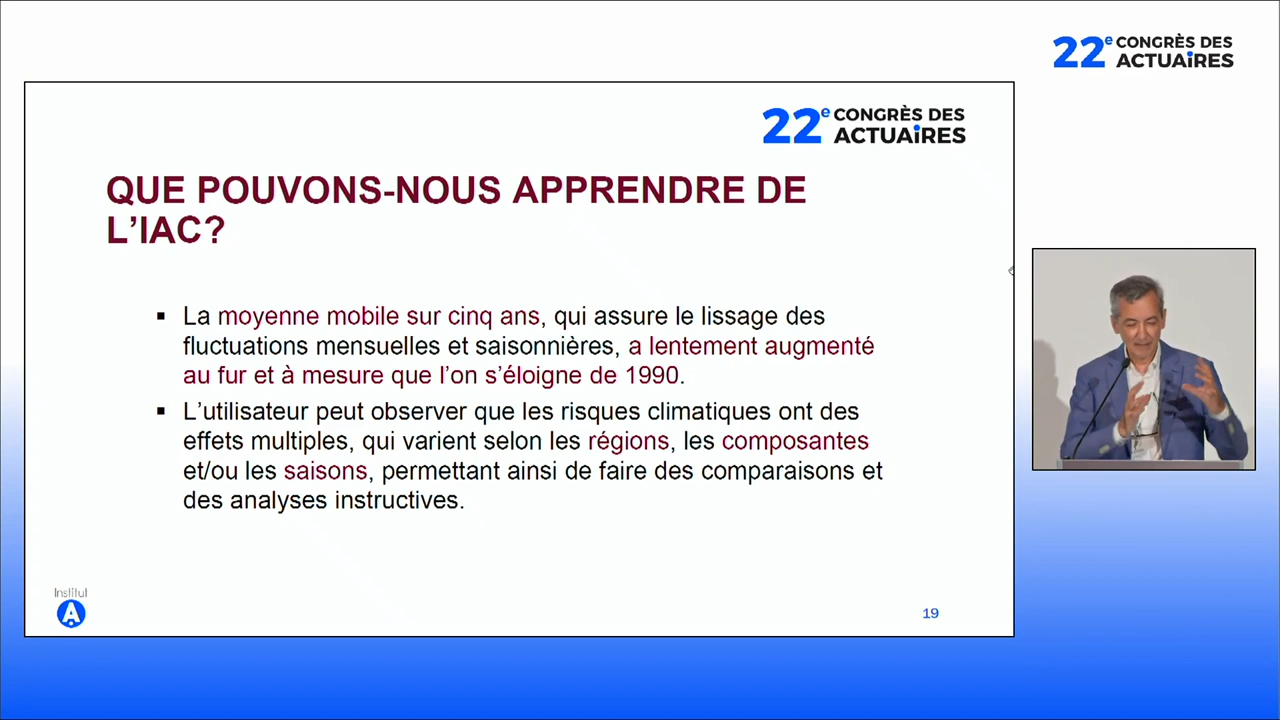 22e CONGRÈS DES
ACTUAiRES
22e CONGRÈS DES
ACTUAiRES
QUE POUVONS-NOUS APPRENDRE DE
L’IAC?
▪ La moyenne mobile sur cinq ans, qui assure le lissage des
fluctuations mensuelles et saisonnières, a lentement augmenté
au fur et à mesure que l’on s’éloigne de 1990.
▪ L’utilisateur peut observer que les risques climatiques ont des
effets multiples, qui varient selon les régions, les composantes
et/ou les saisons, permettant ainsi de faire des comparaisons et
des analyses instructives.
Institut
A
19